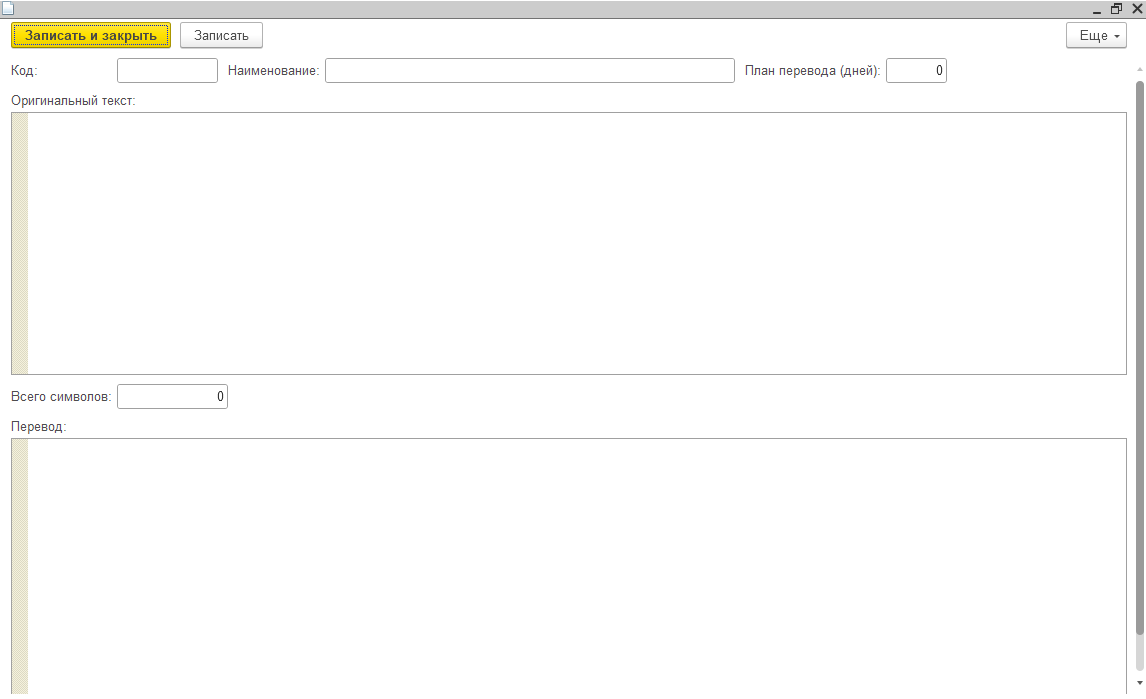 Записать и закрыть Записать Еще
Код: Наименование: План перевода (дней): 0
Оригинальный текст:
Всего символов: 0
Перевод: